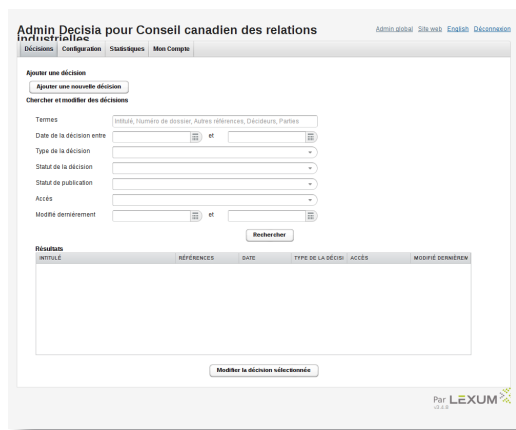 Admin Decisia pour Conseil canadien des relations
industrielles
Admin global Site web English Déconnexion
Décisions Configuration Statistiques Mon Compte
Ajouter une décision
Ajouter une nouvelle décision
Chercher et modifier des décisions
Termes
Intitulé, Numéro de dossier, Autres références, Décideurs, Parties
Date de la décision entre et
Type de la décision
Statut de la décision
Statut de publication
Accès
Modifié dernièrement et
Rechercher
Résultats
INTITULÉ RÉFÉRENCES DATE TYPE DE LA DÉCISI ACCÈS MODIFIÉ DERNIÈREM
Modifier la décision sélectionnée
Par LEXUM
v3.4.9